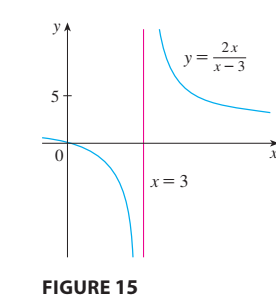 y
y = 2x / x − 3
5
0
x
x = 3
FIGURE 15